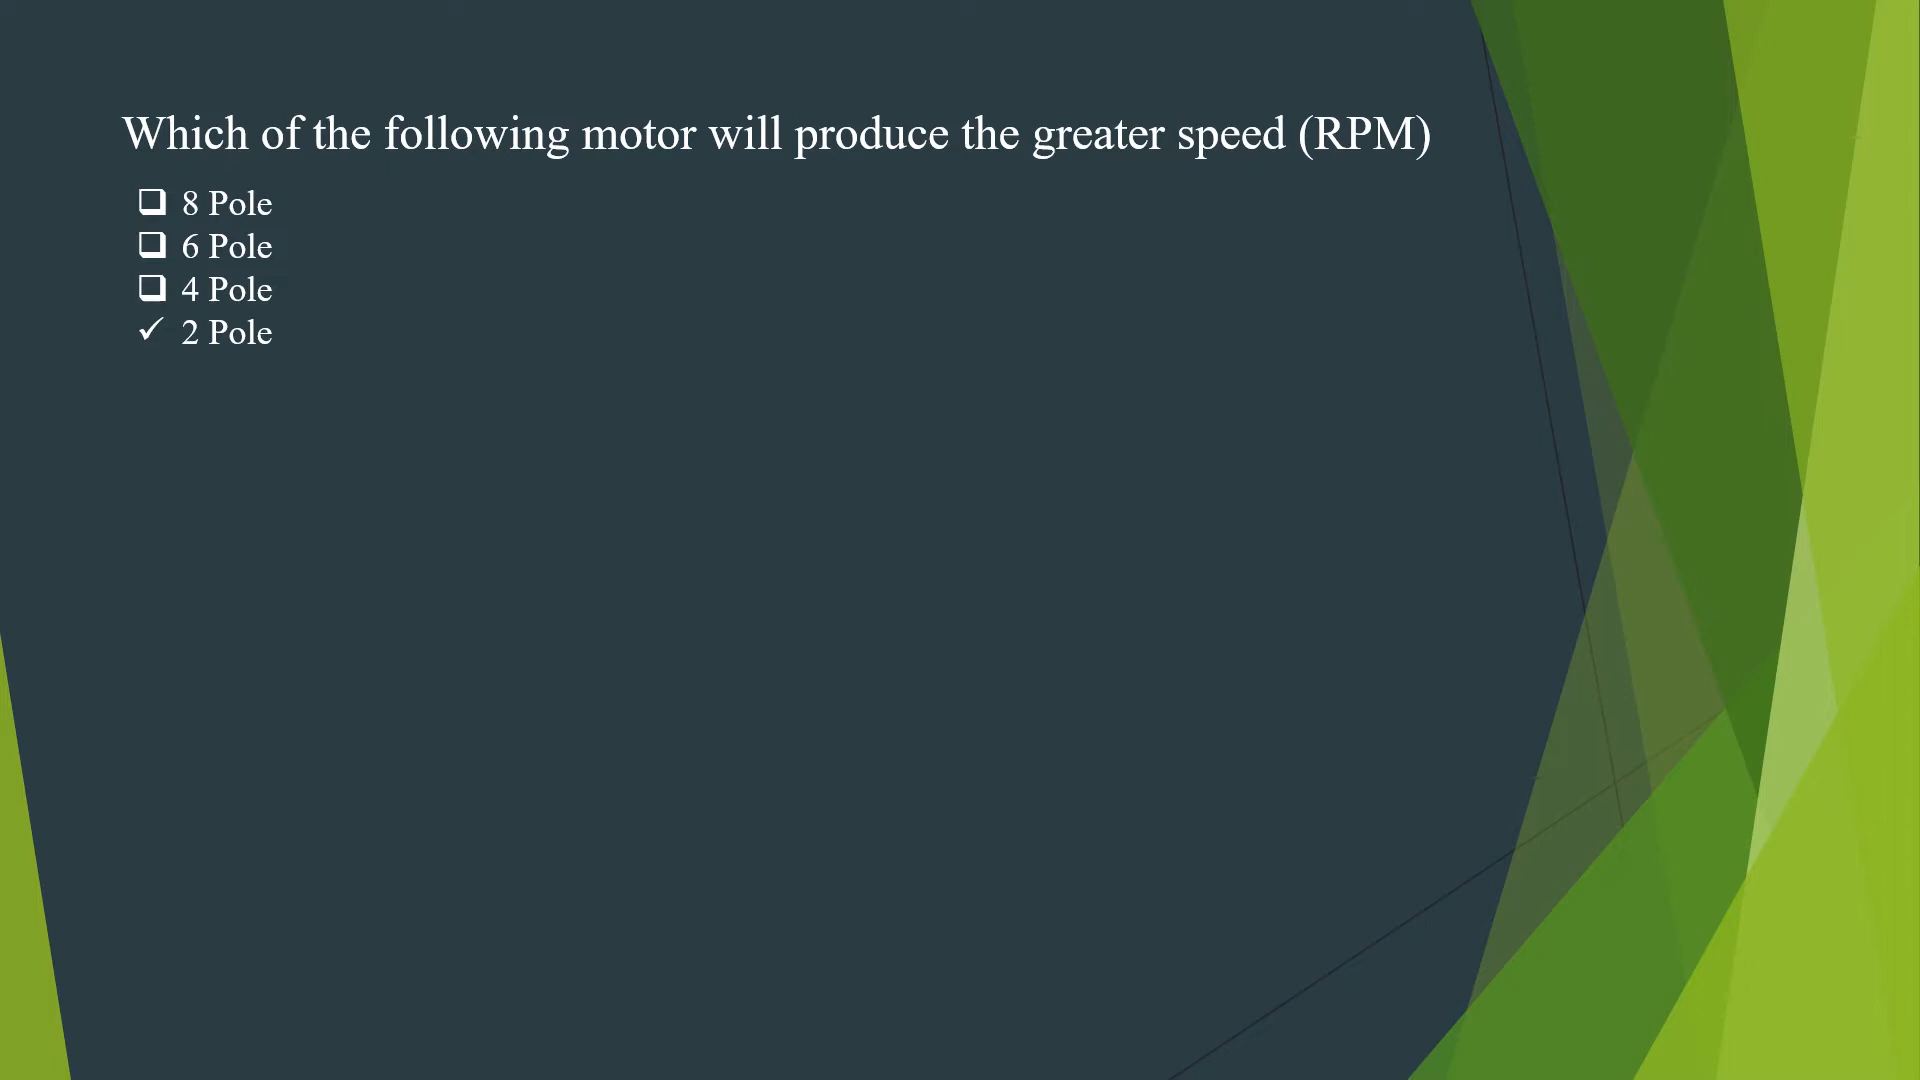 Which of the following motor will produce the greater speed (RPM)
❑ 8 Pole
❑ 6 Pole
❑ 4 Pole
✓ 2 Pole